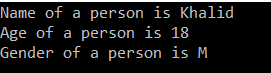 Name of a person is Khalid
Age of a person is 18
Gender of a person is M